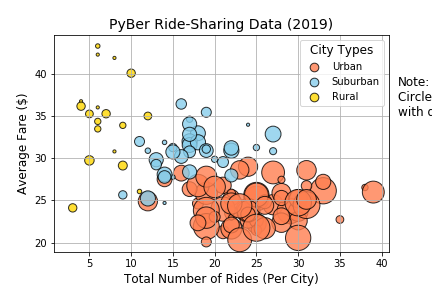 PyBer Ride-Sharing Data (2019)
Average Fare ($)
40
35
30
25
20
City Types
Urban
Suburban
Rural
Note:
Circle
with d
5
10
15
20
25
30
35
40
Total Number of Rides (Per City)